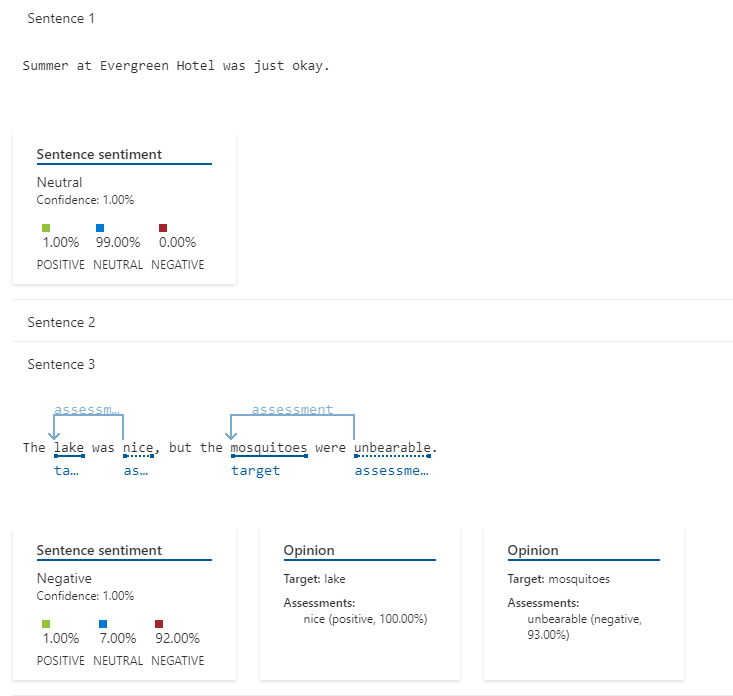 Sentence 1
Summer at Evergreen Hotel was just okay.
Sentence sentiment
Neutral
Confidence: 1.00%
1.00% 99.00% 0.00%
POSITIVE NEUTRAL NEGATIVE
Sentence 2
Sentence 3
assessm… assessment
The lake was nice, but the mosquitoes were unbearable.
ta… as… target assessme…
Sentence sentiment
Negative
Confidence: 1.00%
1.00% 7.00% 92.00%
POSITIVE NEUTRAL NEGATIVE
Opinion
Target: lake
Assessments:
nice (positive, 100.00%)
Opinion
Target: mosquitoes
Assessments:
unbearable (negative,
93.00%)